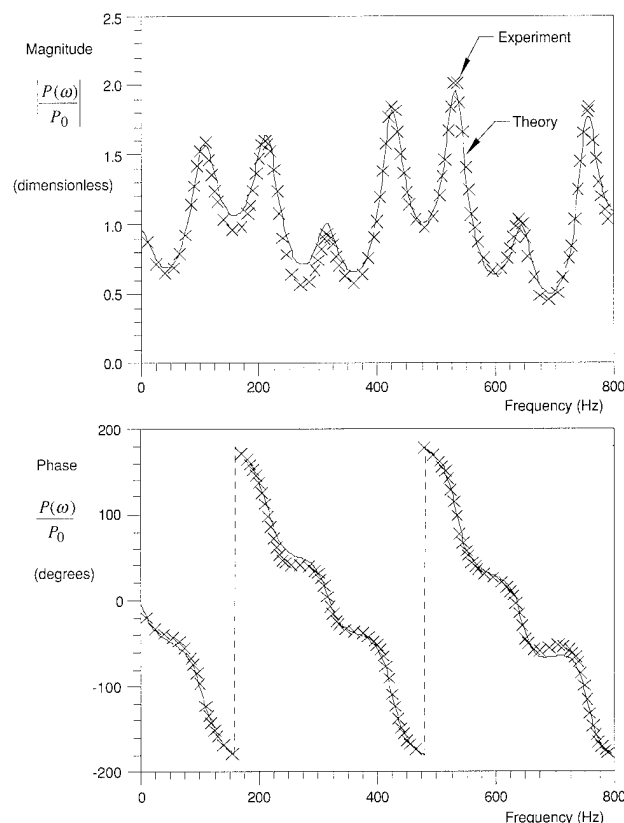 2.5
Magnitude
Experiment
2.0
|P(ω)/P0|
1.5
Theory
(dimensionless)
1.0
0.5
0.0
0
200
400
600
800
Frequency (Hz)
200
Phase
100
P(ω)/P0
(degrees)
0
-100
-200
0
200
400
600
800
Frequency (Hz)